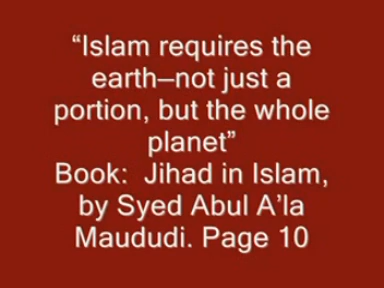 “Islam requires the
earth—not just a
portion, but the whole
planet”
Book:  Jihad in Islam,
by Syed Abul A’la
Maududi. Page 10